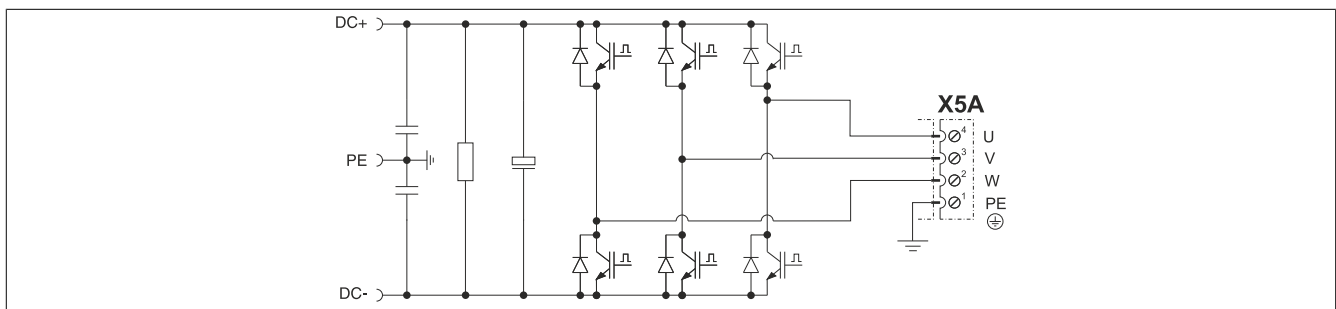 DC+
X5A
4 U
PE
3 V
2 W
1 PE
DC-